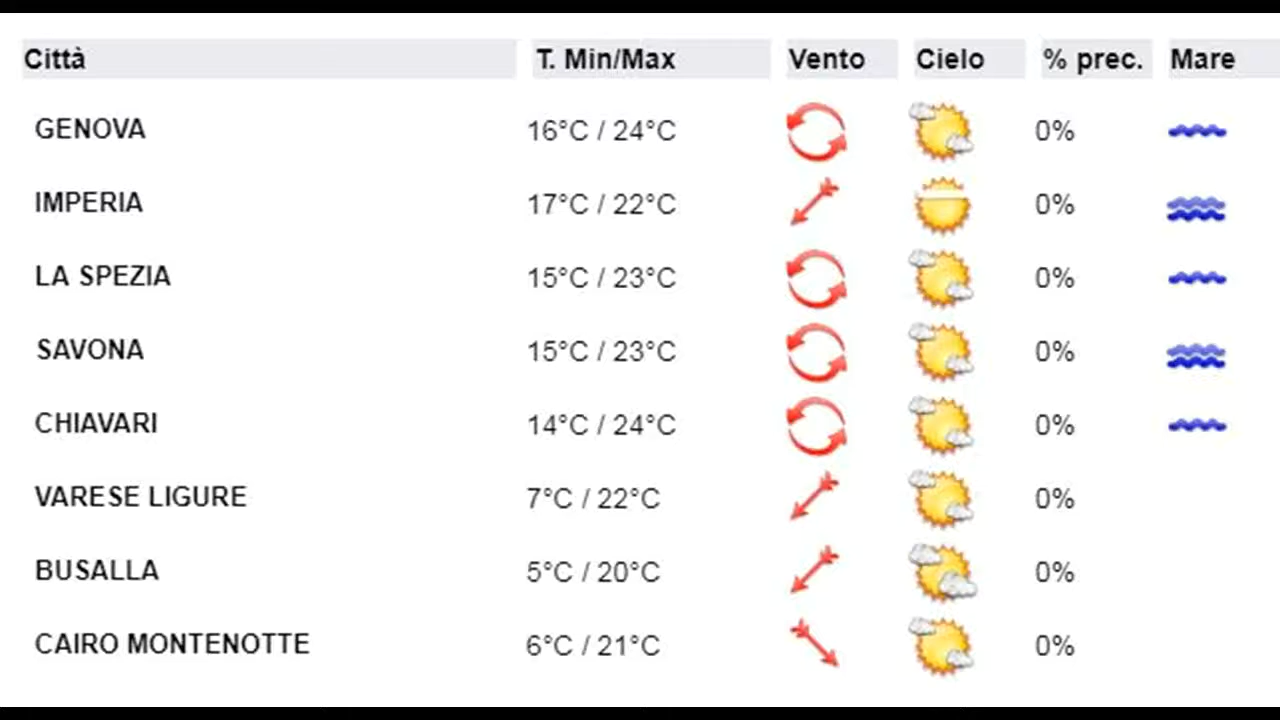 Città T. Min/Max Vento Cielo % prec. Mare
GENOVA 16°C / 24°C 0%
IMPERIA 17°C / 22°C 0%
LA SPEZIA 15°C / 23°C 0%
SAVONA 15°C / 23°C 0%
CHIAVARI 14°C / 24°C 0%
VARESE LIGURE 7°C / 22°C 0%
BUSALLA 5°C / 20°C 0%
CAIRO MONTENOTTE 6°C / 21°C 0%